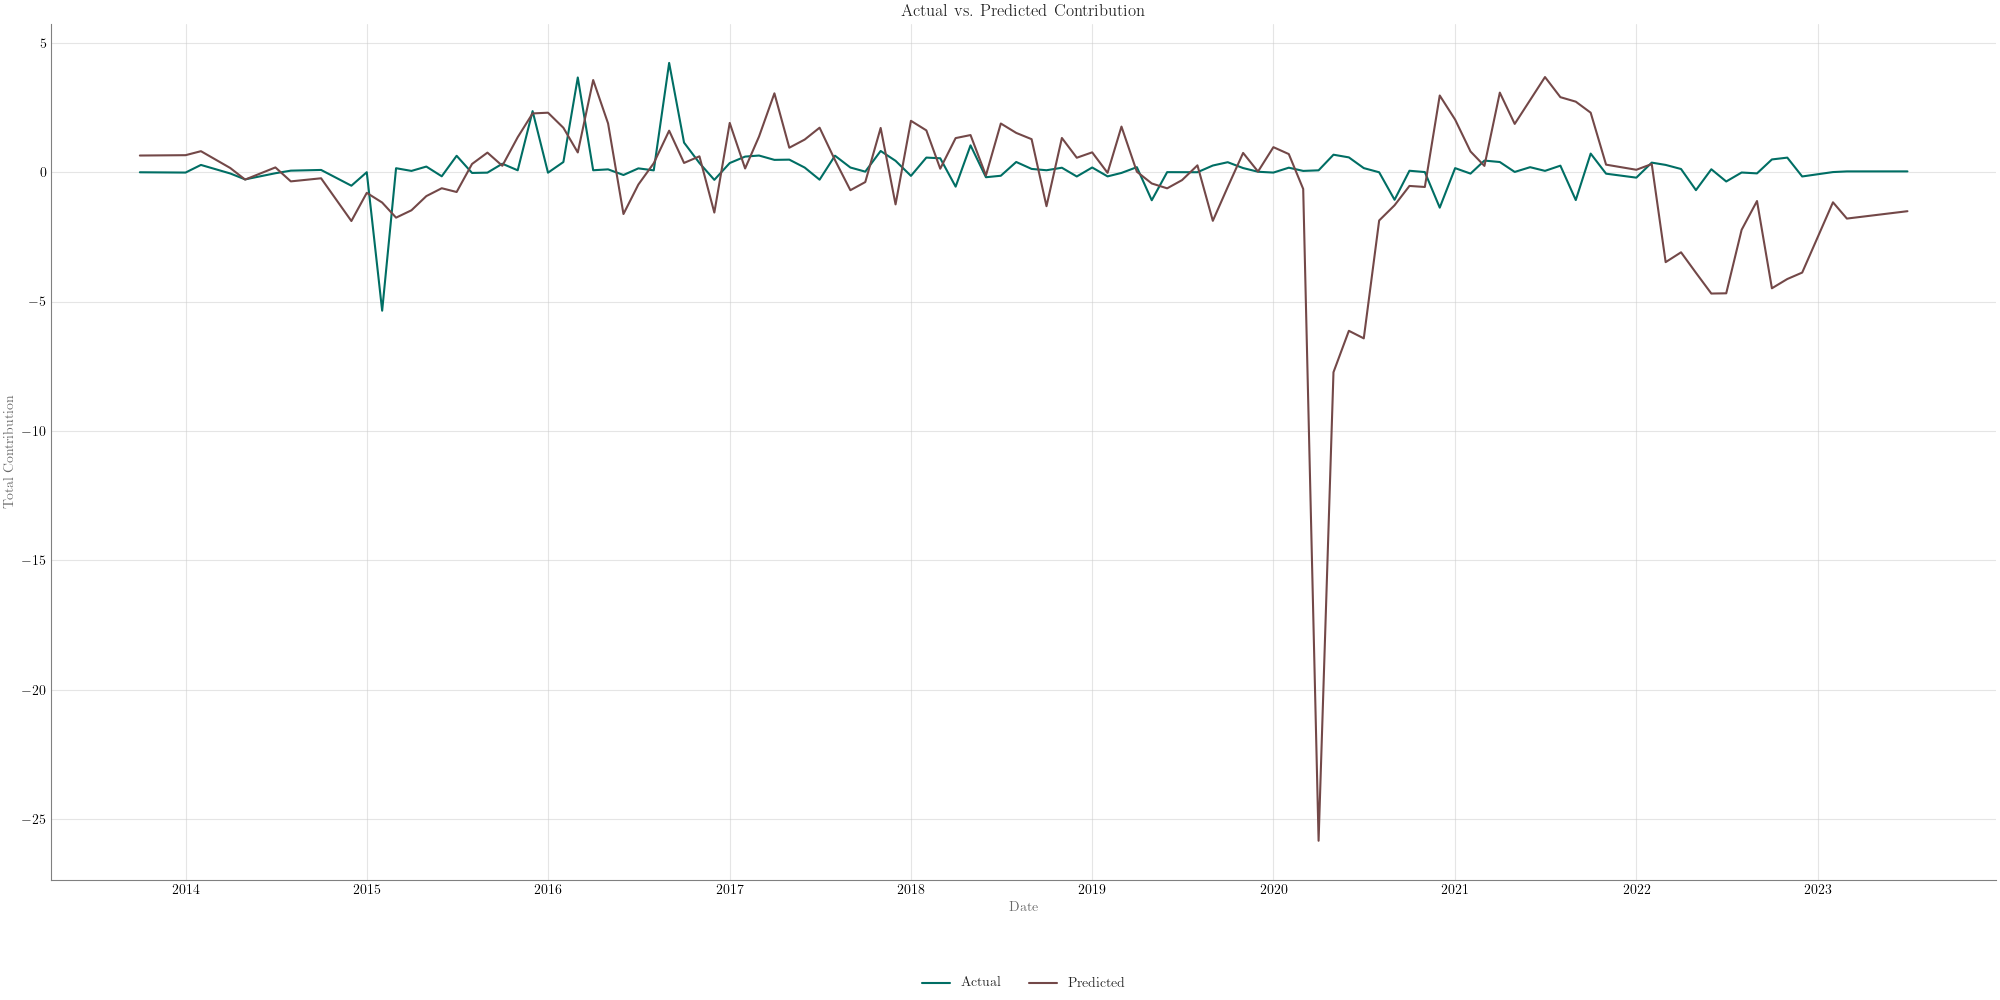 Actual vs. Predicted Contribution
5
0
−5
−10
−15
−20
−25
Total Contribution
2014 2015 2016 2017 2018 2019 2020 2021 2022 2023
Date
Actual Predicted